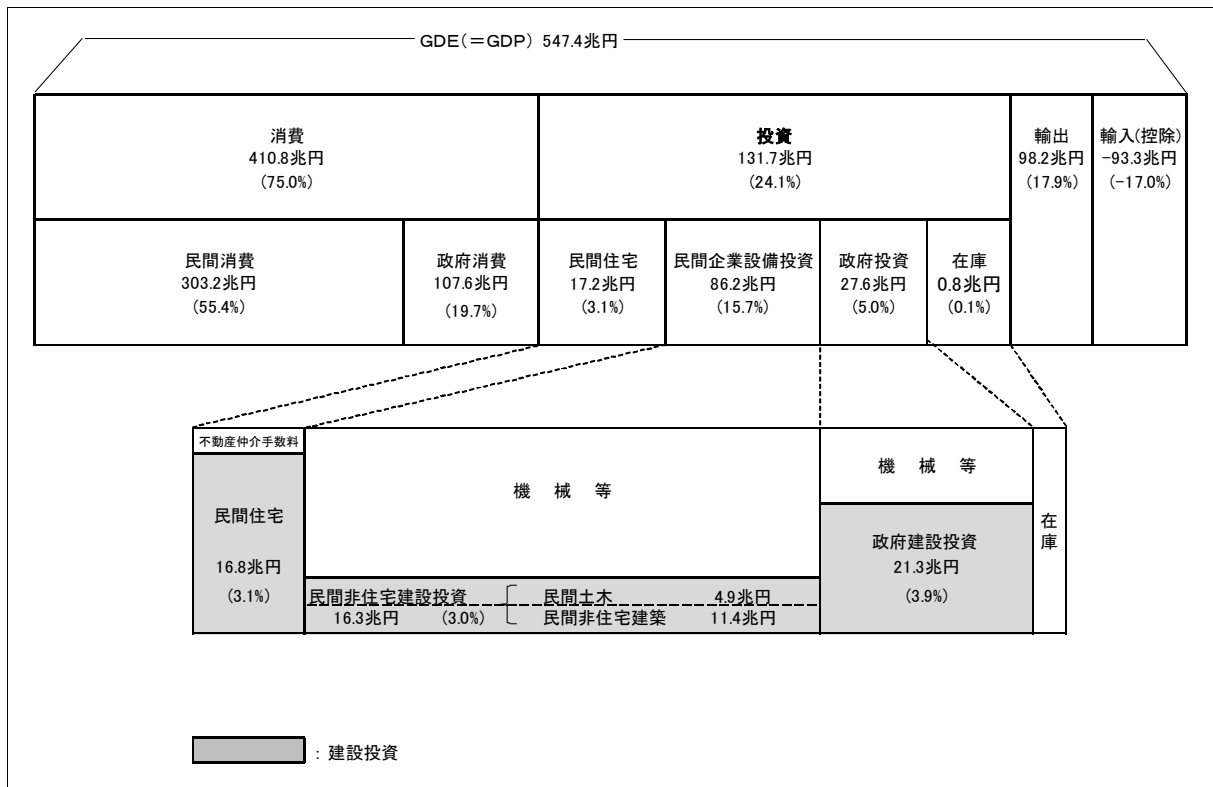 GDE(=GDP) 547.4兆円
消費
410.8兆円
(75.0%)
投資
131.7兆円
(24.1%)
輸出
98.2兆円
(17.9%)
輸入(控除)
-93.3兆円
(-17.0%)
民間消費
303.2兆円
(55.4%)
政府消費
107.6兆円
(19.7%)
民間住宅
17.2兆円
(3.1%)
民間企業設備投資
86.2兆円
(15.7%)
政府投資
27.6兆円
(5.0%)
在庫
0.8兆円
(0.1%)
不動産仲介手数料
民間住宅
16.8兆円
(3.1%)
機 械 等
民間非住宅建設投資
16.3兆円 (3.0%)
民間土木 4.9兆円
民間非住宅建築 11.4兆円
機 械 等
政府建設投資
21.3兆円
(3.9%)
在庫
: 建設投資